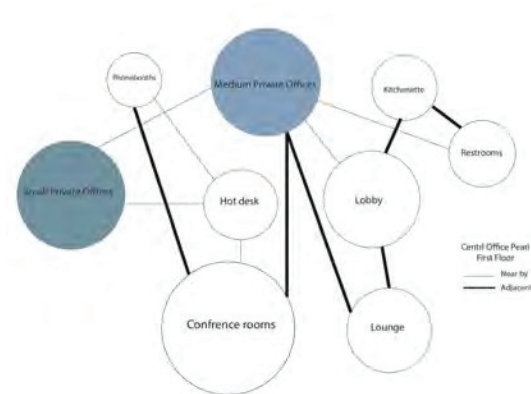 Phonebooths
Medium Private Offices
Kitchenette
Restrooms
Small Private Offices
Hot desk
Lobby
Centrl Office Pearl
First Floor
Near by
Adjacent
Confrence rooms
Lounge